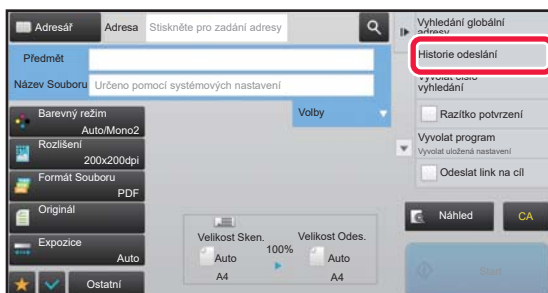 Adresář
Adresa
Stiskněte pro zadání adresy
Předmět
Název Souboru
Určeno pomocí systémových nastavení
Volby
Barevný režim
Auto/Mono2
Rozlišení
200x200dpi
Formát Souboru
PDF
Originál
Expozice
Auto
Ostatní
Velikost Sken.
100%
Velikost Odes.
Auto
A4
Auto
A4
Vyhledání globální
adresy
Historie odeslání
Vyvolat číslo
vyhledání
Razítko potvrzení
Vyvolat program
Vyvolat uložená nastavení
Odeslat link na cíl
Náhled
CA
Start